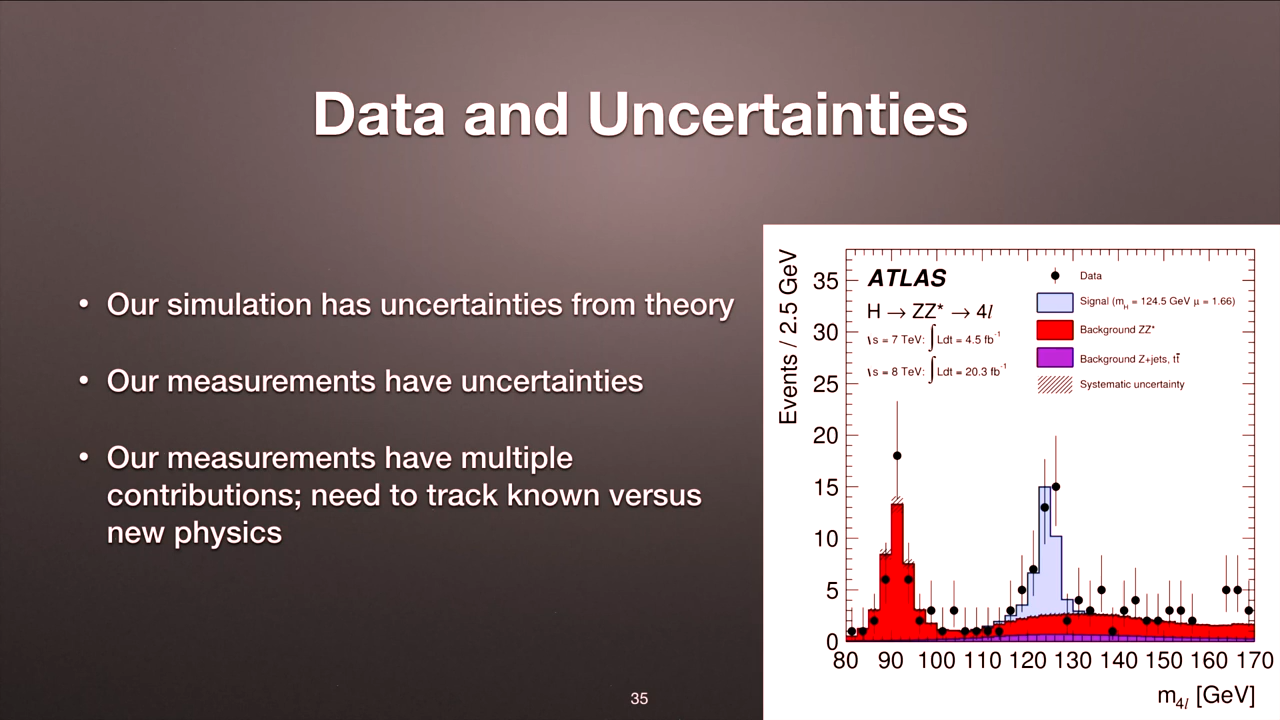 Data and Uncertainties
• Our simulation has uncertainties from theory
• Our measurements have uncertainties
• Our measurements have multiple
contributions; need to track known versus
new physics
Events / 2.5 GeV
35
30
25
20
15
10
5
0
ATLAS
H → ZZ* → 4l
√s = 7 TeV: ∫Ldt = 4.5 fb⁻¹
√s = 8 TeV: ∫Ldt = 20.3 fb⁻¹
Data
Signal (m_H = 124.5 GeV μ = 1.66)
Background ZZ*
Background Z+jets, tt̄
Systematic uncertainty
80 90 100 110 120 130 140 150 160 170
m_4l [GeV]
35